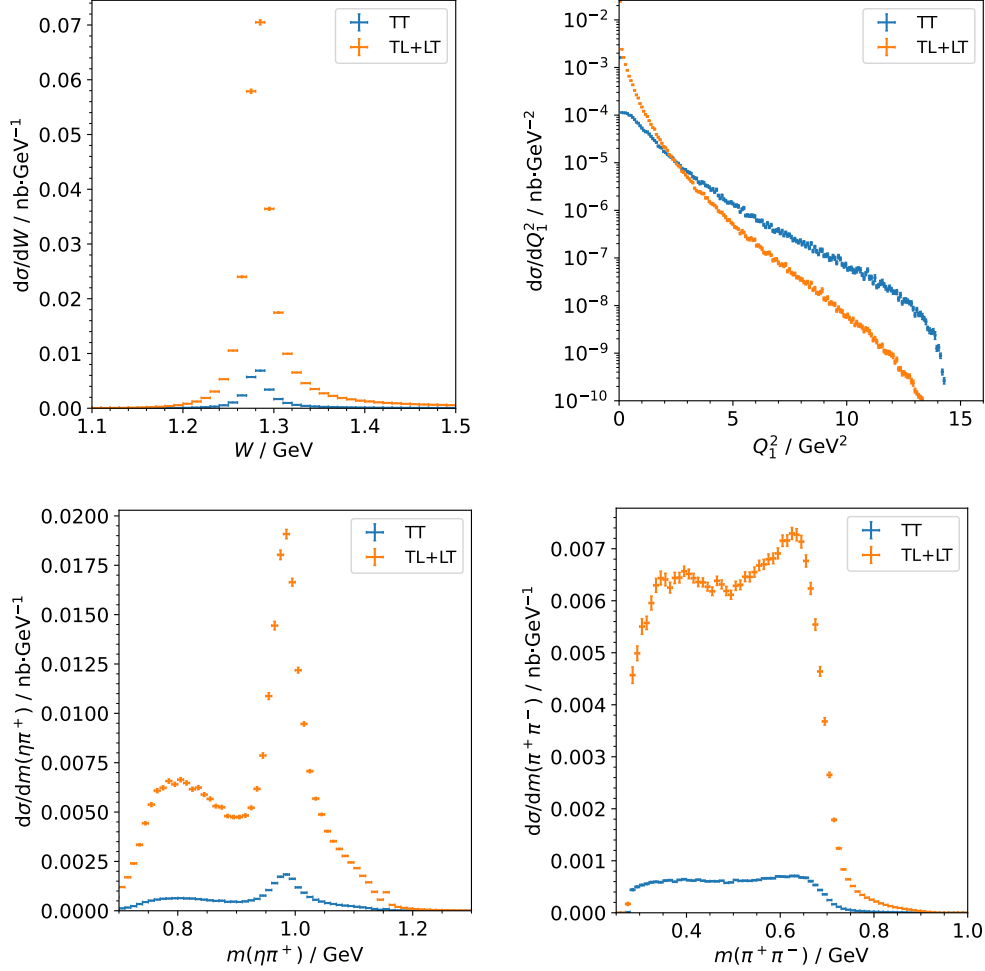 dσ/dW / nb·GeV⁻¹
0.07
0.06
0.05
0.04
0.03
0.02
0.01
0.00
TT
TL+LT
1.1 1.2 1.3 1.4 1.5
W / GeV
dσ/dQ₁² / nb·GeV⁻²
10⁻²
10⁻³
10⁻⁴
10⁻⁵
10⁻⁶
10⁻⁷
10⁻⁸
10⁻⁹
10⁻¹⁰
TT
TL+LT
0 5 10 15
Q₁² / GeV²
dσ/dm(ηπ⁺) / nb·GeV⁻¹
0.0200
0.0175
0.0150
0.0125
0.0100
0.0075
0.0050
0.0025
0.0000
TT
TL+LT
0.8 1.0 1.2
m(ηπ⁺) / GeV
dσ/dm(π⁺π⁻) / nb·GeV⁻¹
0.007
0.006
0.005
0.004
0.003
0.002
0.001
0.000
TT
TL+LT
0.4 0.6 0.8 1.0
m(π⁺π⁻) / GeV